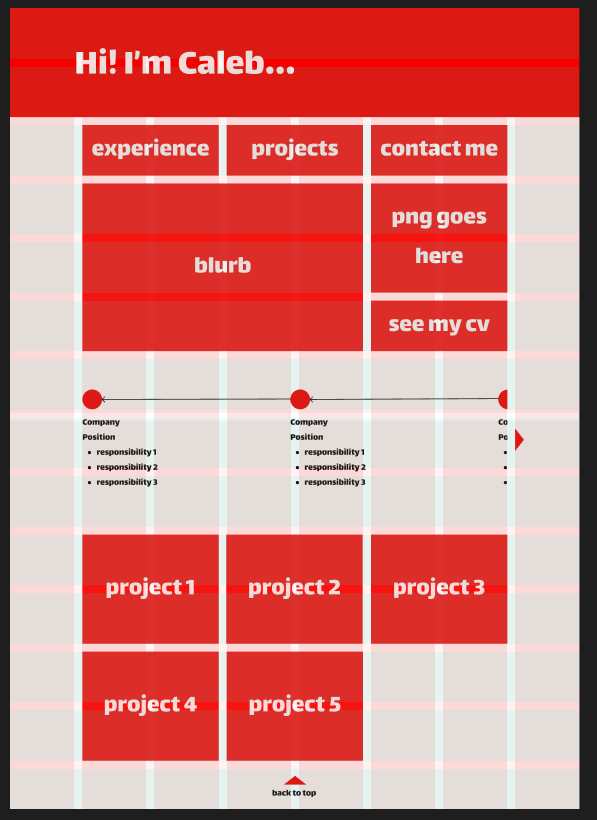 Hi! I'm Caleb...
experience
projects
contact me
blurb
png goes
here
see my cv
Company
Position
• responsibility 1
• responsibility 2
• responsibility 3
Company
Position
• responsibility 1
• responsibility 2
• responsibility 3
Co
Po
•
•
•
project 1
project 2
project 3
project 4
project 5
back to top